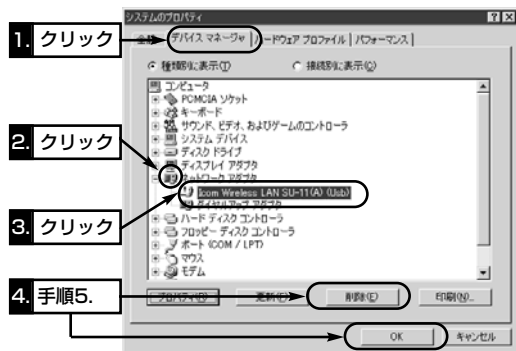 システムのプロパティ
全般 デバイス マネージャ ハードウェア プロファイル パフォーマンス
1. クリック
種類別に表示(T) 接続別に表示(C)
コンピュータ
PCMCIA ソケット
キーボード
サウンド、ビデオ、およびゲームのコントローラ
システム デバイス
ディスク ドライブ
ディスプレイ アダプタ
2. クリック
ネットワーク アダプタ
Icom Wireless LAN SU-11(A) (Usb)
ダイヤルアップ アダプタ
3. クリック
ハード ディスク コントローラ
フロッピー ディスク コントローラ
ポート (COM / LPT)
マウス
モデム
4. 手順5.
プロパティ(R) 更新(F) 削除(E) 印刷(N)...
OK キャンセル